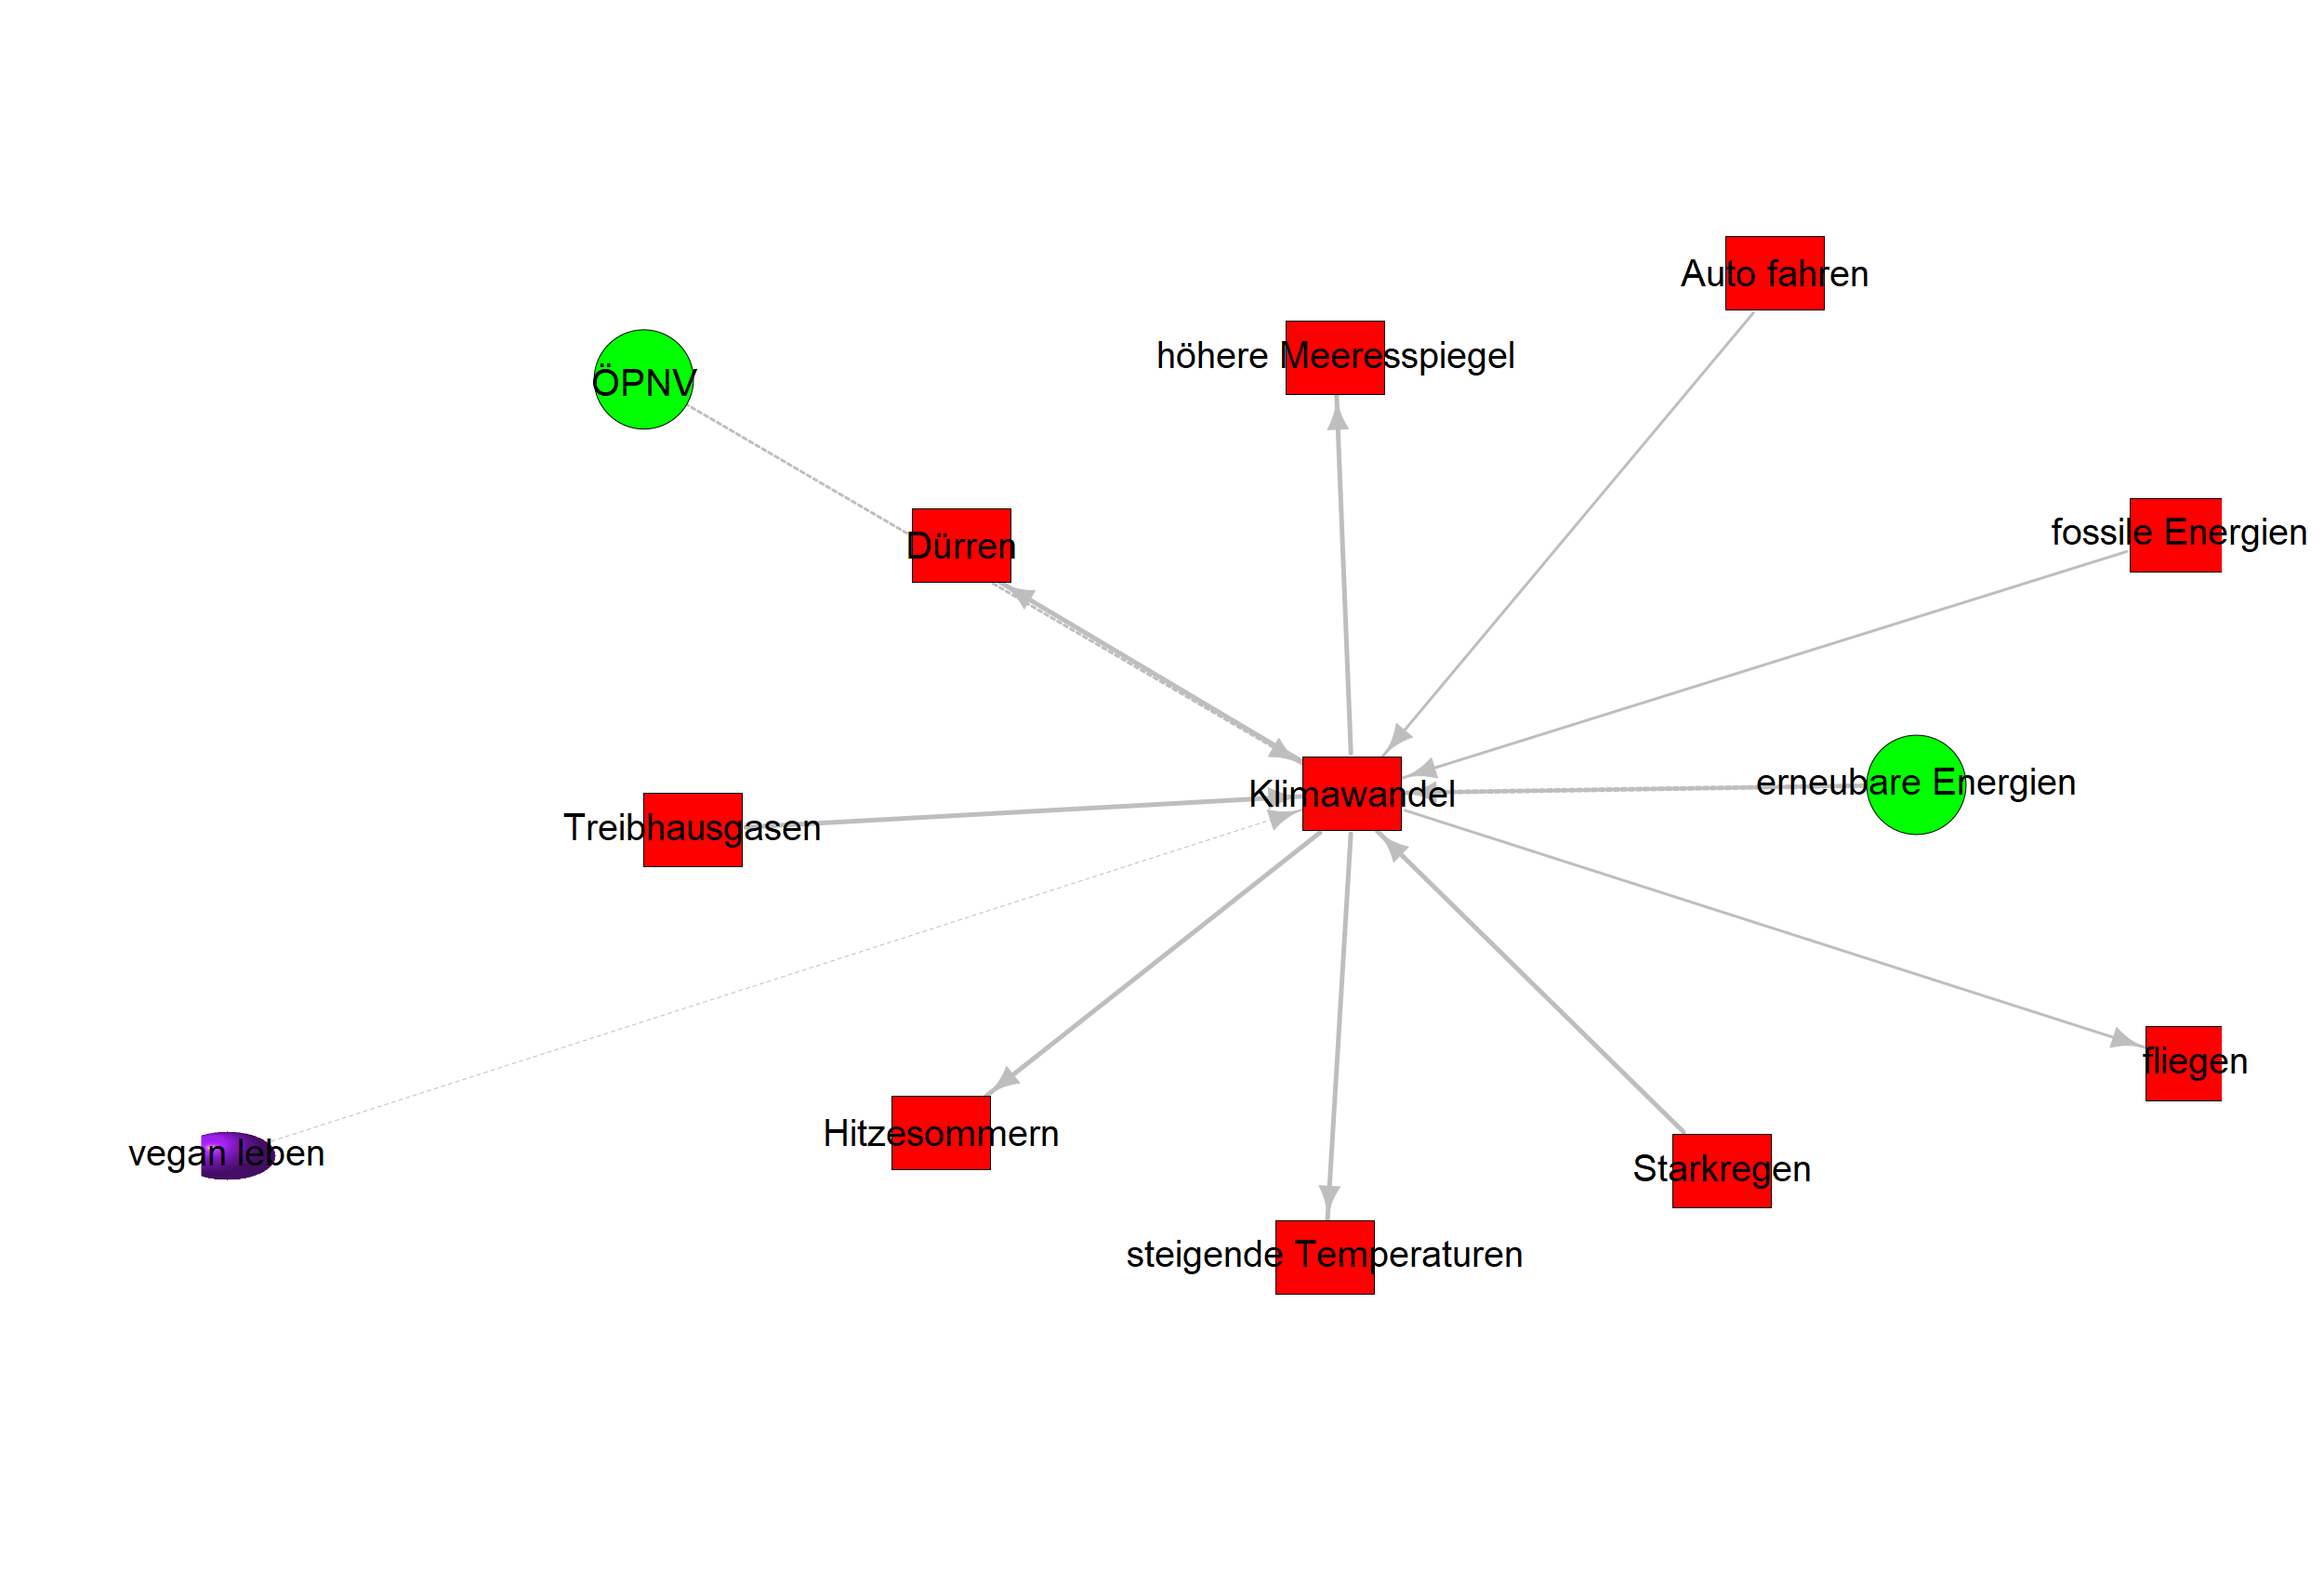 Auto fahren
höhere Meeresspiegel
ÖPNV
fossile Energien
Dürren
erneubare Energien
Klimawandel
Treibhausgasen
fliegen
Hitzesommern
vegan leben
Starkregen
steigende Temperaturen